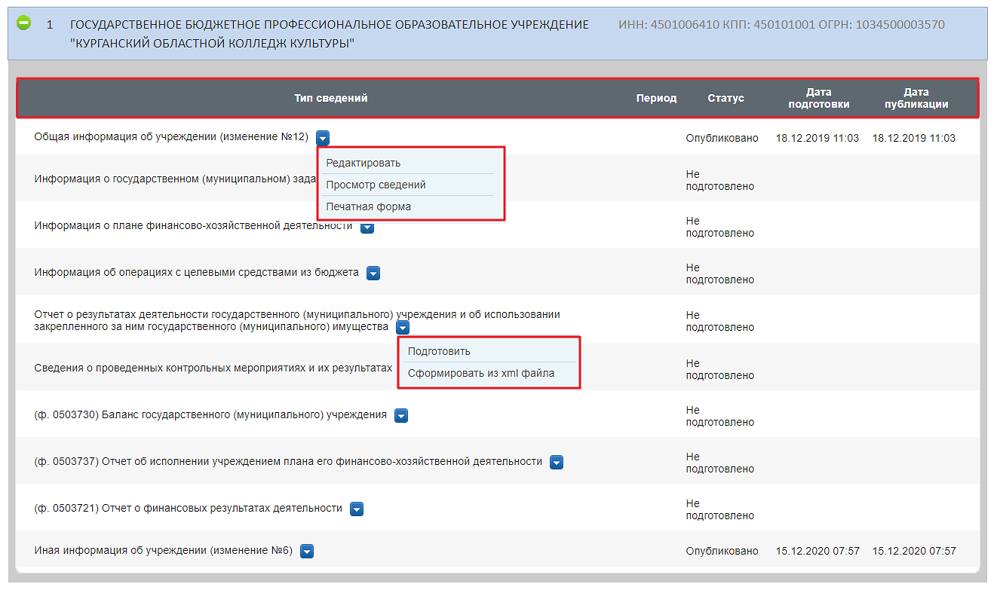 1 ГОСУДАРСТВЕННОЕ БЮДЖЕТНОЕ ПРОФЕССИОНАЛЬНОЕ ОБРАЗОВАТЕЛЬНОЕ УЧРЕЖДЕНИЕ ИНН: 4501006410 КПП: 450101001 ОГРН: 1034500003570
"КУРГАНСКИЙ ОБЛАСТНОЙ КОЛЛЕДЖ КУЛЬТУРЫ"
Тип сведений Период Статус Дата подготовки Дата публикации
Общая информация об учреждении (изменение №12) Опубликовано 18.12.2019 11:03 18.12.2019 11:03
Редактировать
Просмотр сведений
Печатная форма
Информация о государственном (муниципальном) зада
Не
подготовлено
Информация о плане финансово-хозяйственной деятельности
Не
подготовлено
Информация об операциях с целевыми средствами из бюджета
Не
подготовлено
Отчет о результатах деятельности государственного (муниципального) учреждения и об использовании
закрепленного за ним государственного (муниципального) имущества
Не
подготовлено
Подготовить
Сформировать из xml файла
Сведения о проведенных контрольных мероприятиях и их результатах
Не
подготовлено
(ф. 0503730) Баланс государственного (муниципального) учреждения
Не
подготовлено
(ф. 0503737) Отчет об исполнении учреждением плана его финансово-хозяйственной деятельности
Не
подготовлено
(ф. 0503721) Отчет о финансовых результатах деятельности
Не
подготовлено
Иная информация об учреждении (изменение №6) Опубликовано 15.12.2020 07:57 15.12.2020 07:57